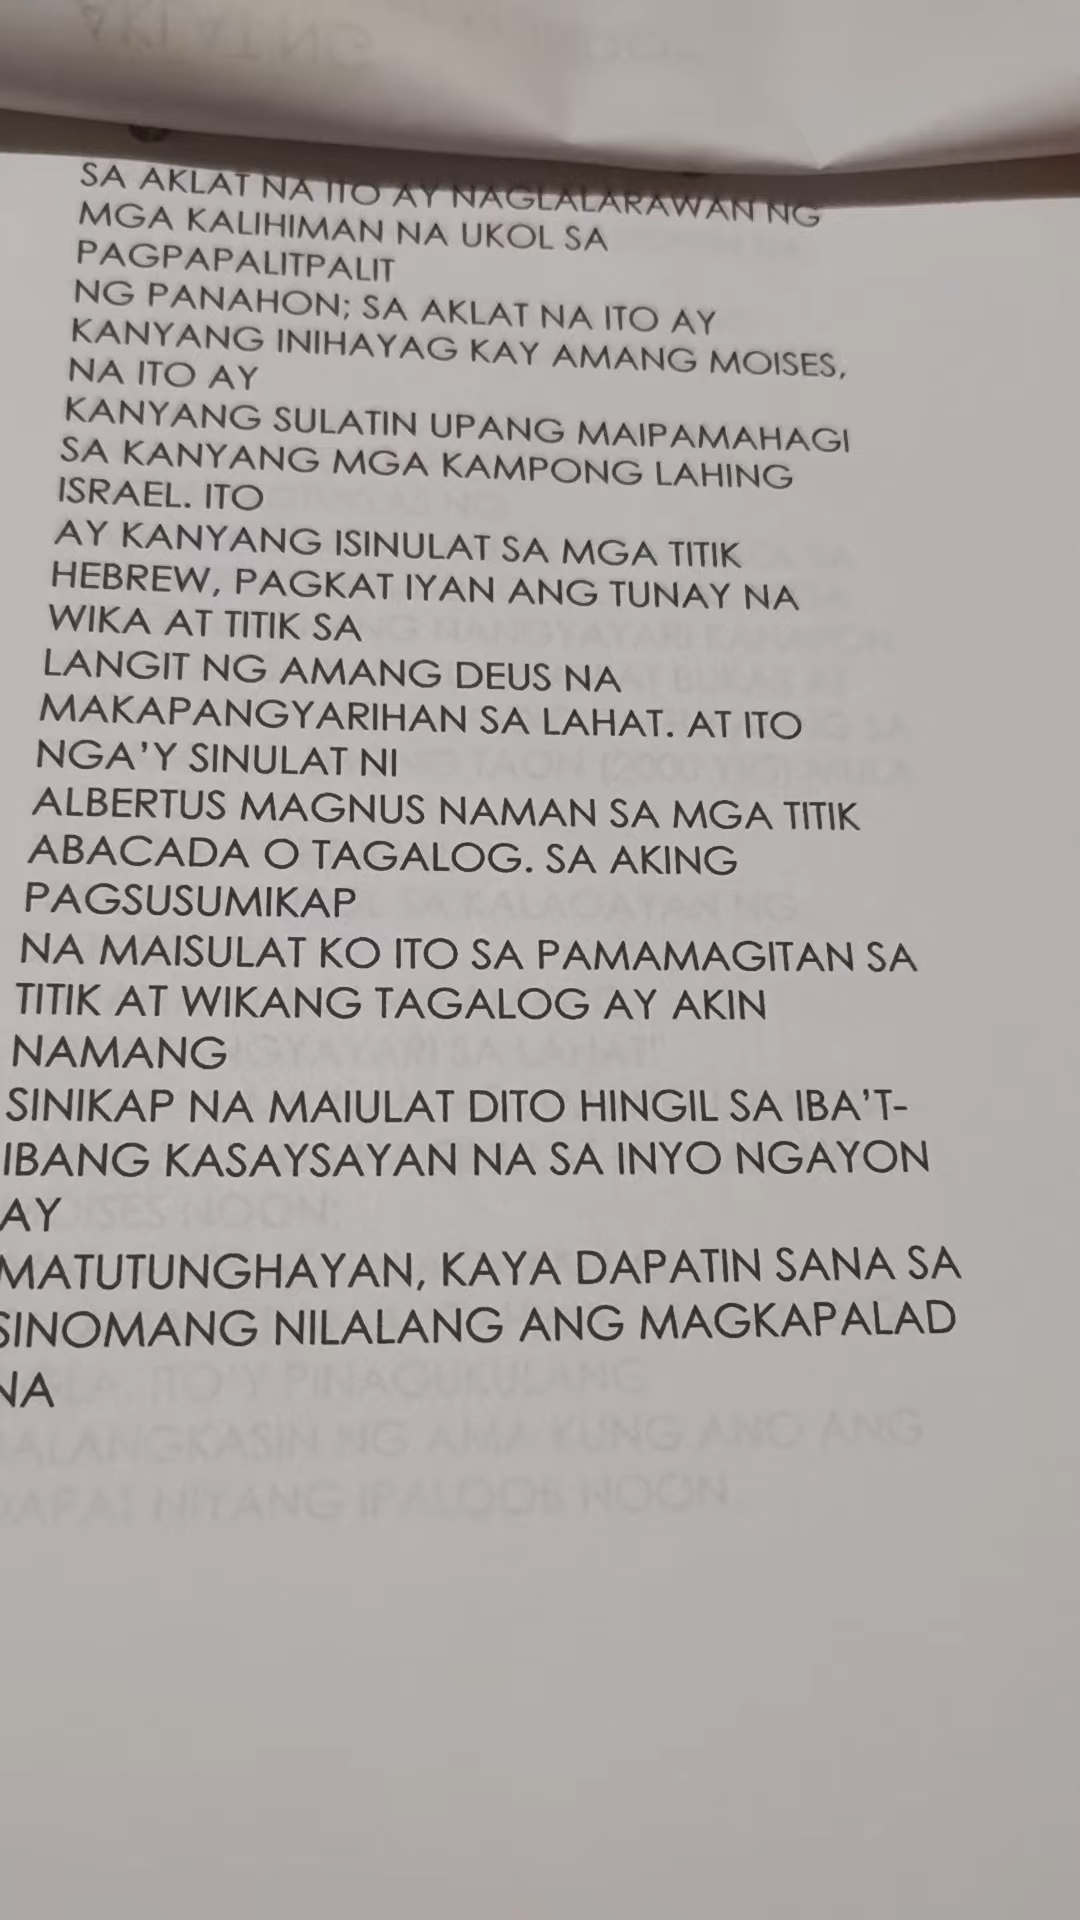 SA AKLAT NA ITO AY NAGLALARAWAN NG
MGA KALIHIMAN NA UKOL SA
PAGPAPALITPALIT
NG PANAHON; SA AKLAT NA ITO AY
KANYANG INIHAYAG KAY AMANG MOISES,
NA ITO AY
KANYANG SULATIN UPANG MAIPAMAHAGI
SA KANYANG MGA KAMPONG LAHING
ISRAEL. ITO
AY KANYANG ISINULAT SA MGA TITIK
HEBREW, PAGKAT IYAN ANG TUNAY NA
WIKA AT TITIK SA
LANGIT NG AMANG DEUS NA
MAKAPANGYARIHAN SA LAHAT. AT ITO
NGA'Y SINULAT NI
ALBERTUS MAGNUS NAMAN SA MGA TITIK
ABACADA O TAGALOG. SA AKING
PAGSUSUMIKAP
NA MAISULAT KO ITO SA PAMAMAGITAN SA
TITIK AT WIKANG TAGALOG AY AKIN
NAMANG
SINIKAP NA MAIULAT DITO HINGIL SA IBA'T-
IBANG KASAYSAYAN NA SA INYO NGAYON
AY
MATUTUNGHAYAN, KAYA DAPATIN SANA SA
SINOMANG NILALANG ANG MAGKAPALAD
NA